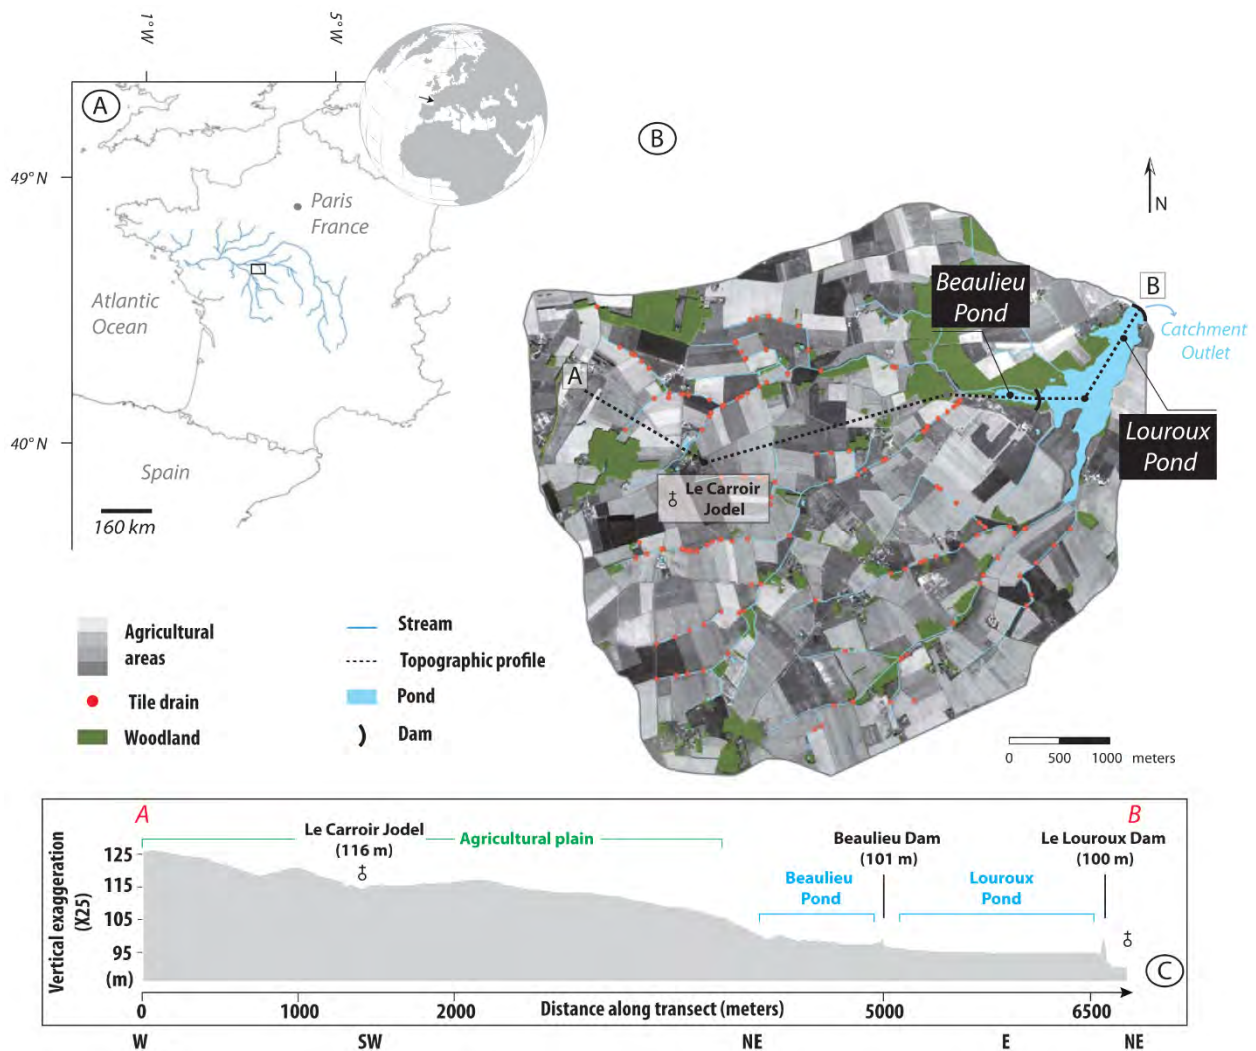 1° W
5° W
A
49° N
Paris
France
Atlantic
Ocean
40° N
Spain
160 km
B
N
Beaulieu
Pond
B
Catchment
Outlet
A
Louroux
Pond
Le Carroir
Jodel
Agricultural
areas
Tile drain
Woodland
Stream
Topographic profile
Pond
Dam
0 500 1000 meters
A
B
Le Carroir Jodel
(116 m)
Agricultural plain
Beaulieu Dam
(101 m)
Le Louroux Dam
(100 m)
Beaulieu
Pond
Louroux
Pond
Vertical exaggeration
(X25)
125
115
105
95
(m)
C
0 1000 2000 Distance along transect (meters) 5000 6500
W SW NE E NE